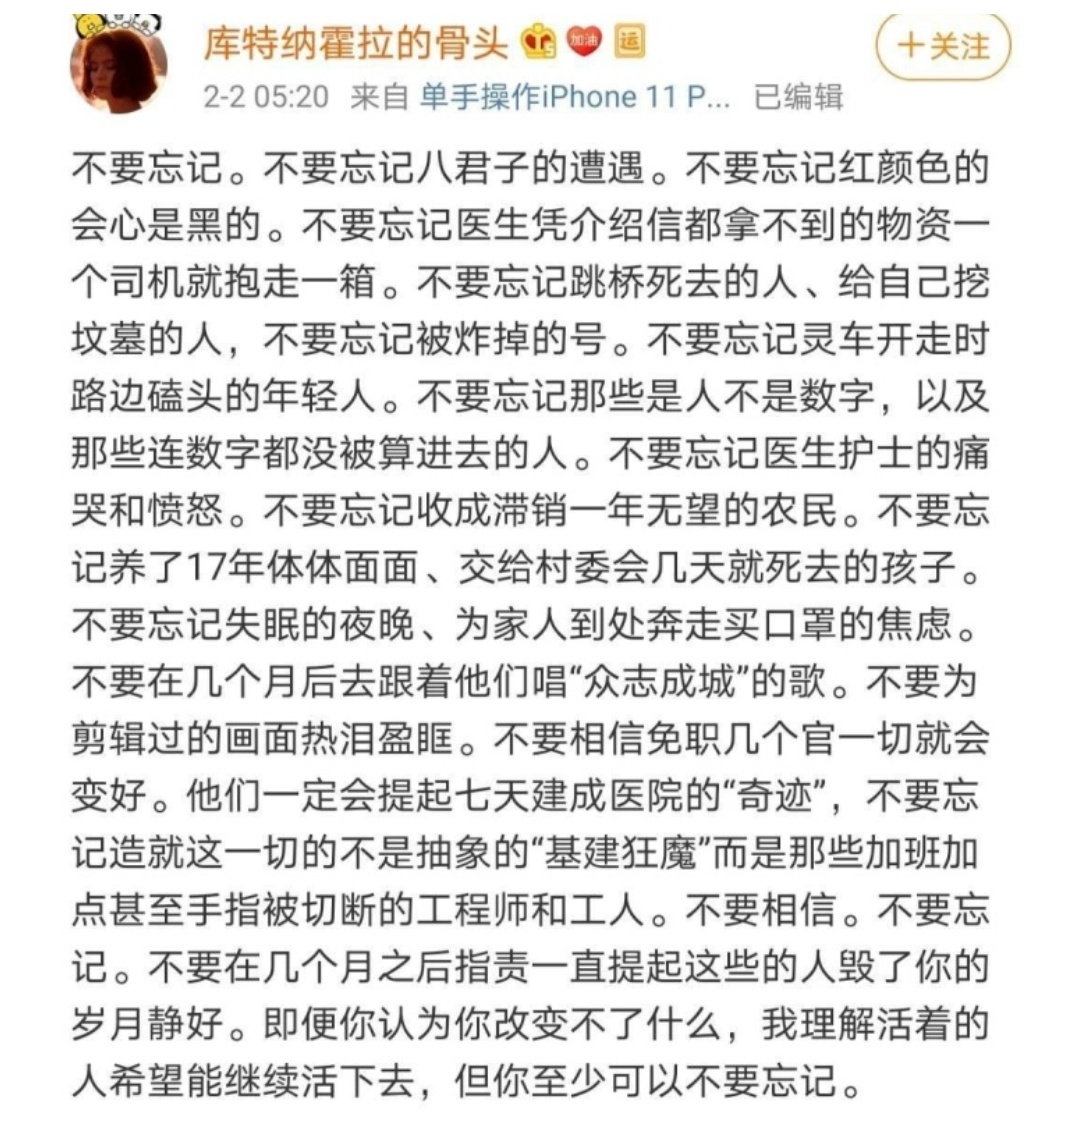 库特纳霍拉的骨头 加油 运
+关注
2-2 05:20 来自 单手操作iPhone 11 P... 已编辑
不要忘记。不要忘记八君子的遭遇。不要忘记红颜色的
会心是黑的。不要忘记医生凭介绍信都拿不到的物资一
个司机就抱走一箱。不要忘记跳桥死去的人、给自己挖
坟墓的人，不要忘记被炸掉的号。不要忘记灵车开走时
路边磕头的年轻人。不要忘记那些是人不是数字，以及
那些连数字都没被算进去的人。不要忘记医生护士的痛
哭和愤怒。不要忘记收成滞销一年无望的农民。不要忘
记养了17年体体面面、交给村委会几天就死去的孩子。
不要忘记失眠的夜晚、为家人到处奔走买口罩的焦虑。
不要在几个月后去跟着他们唱“众志成城”的歌。不要为
剪辑过的画面热泪盈眶。不要相信免职几个官一切就会
变好。他们一定会提起七天建成医院的“奇迹”，不要忘
记造就这一切的不是抽象的“基建狂魔”而是那些加班加
点甚至手指被切断的工程师和工人。不要相信。不要忘
记。不要在几个月之后指责一直提起这些的人毁了你的
岁月静好。即便你认为你改变不了什么，我理解活着的
人希望能继续活下去，但你至少可以不要忘记。